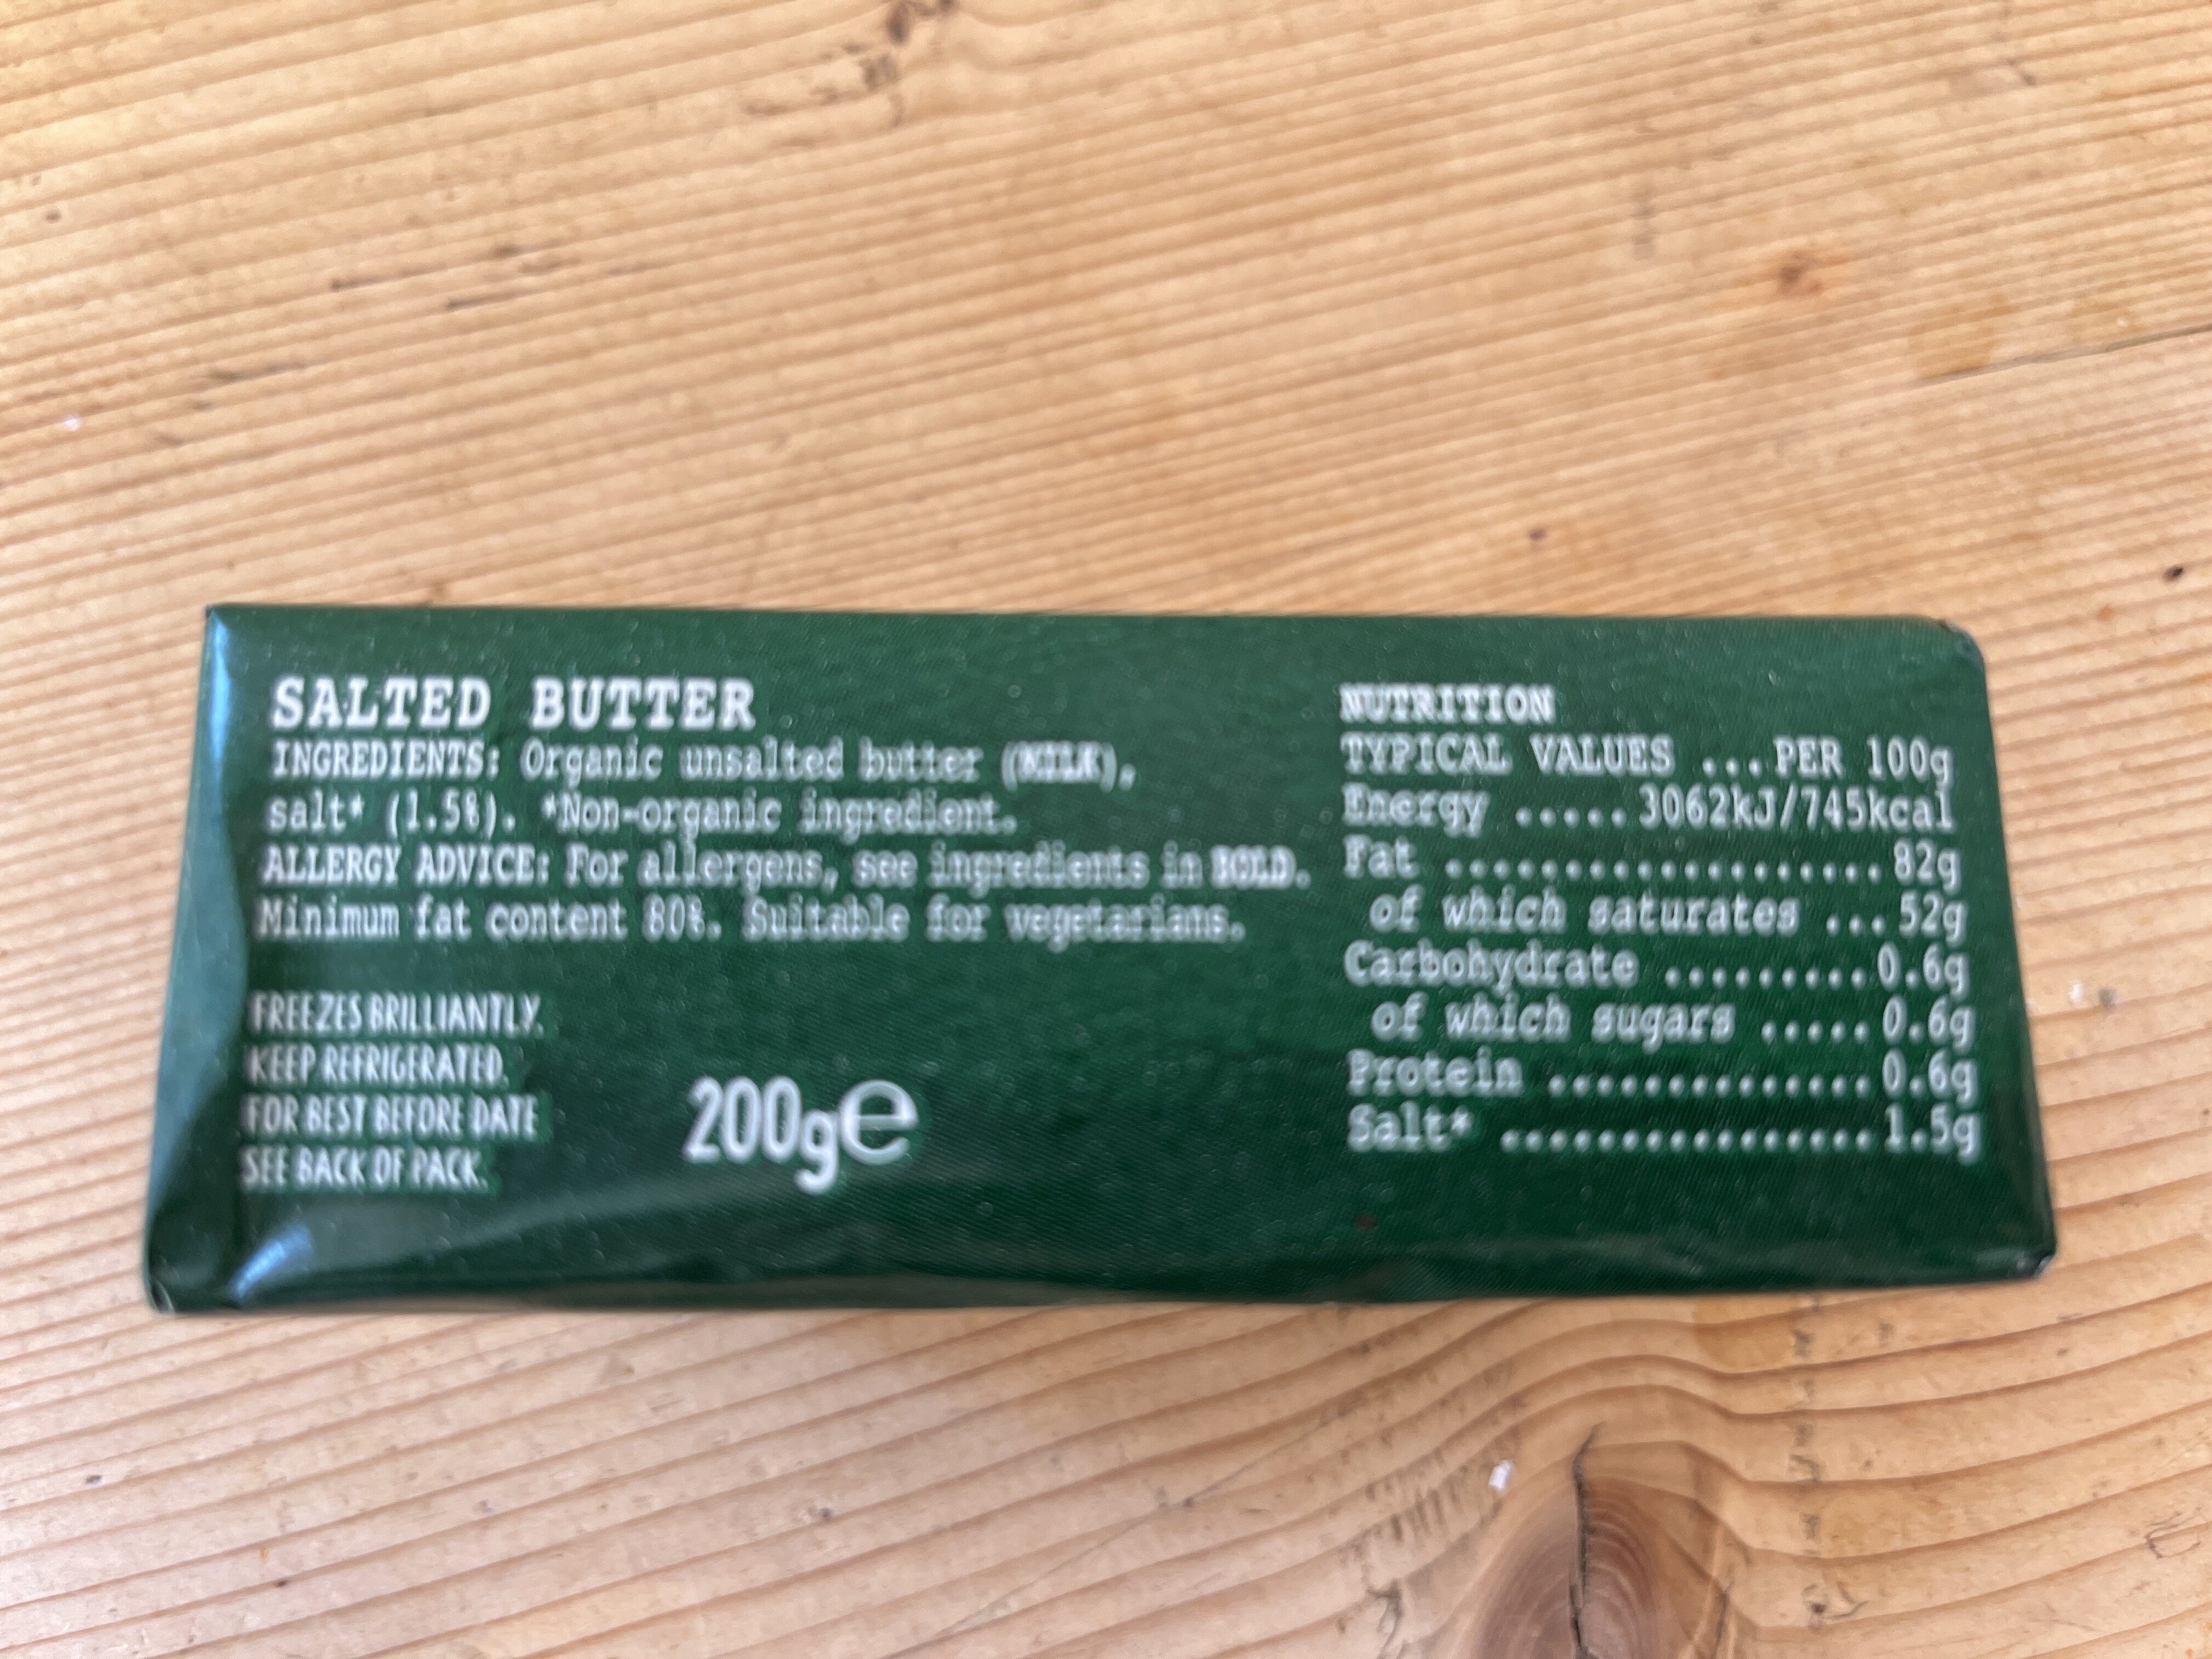 SALTED BUTTER
INGREDIENTS: Organic unsalted butter (MILK),
salt* (1.5%). *Non-organic ingredient.
ALLERGY ADVICE: For allergens, see ingredients in BOLD.
Minimum fat content 80%. Suitable for vegetarians.
FREEZES BRILLIANTLY.
KEEP REFRIGERATED.
FOR BEST BEFORE DATE
SEE BACK OF PACK.
200g℮
NUTRITION
TYPICAL VALUES ...PER 100g
Energy .....3062kJ/745kcal
Fat ...................82g
of which saturates ...52g
Carbohydrate .........0.6g
of which sugars .....0.6g
Protein ..............0.6g
Salt* ................1.5g